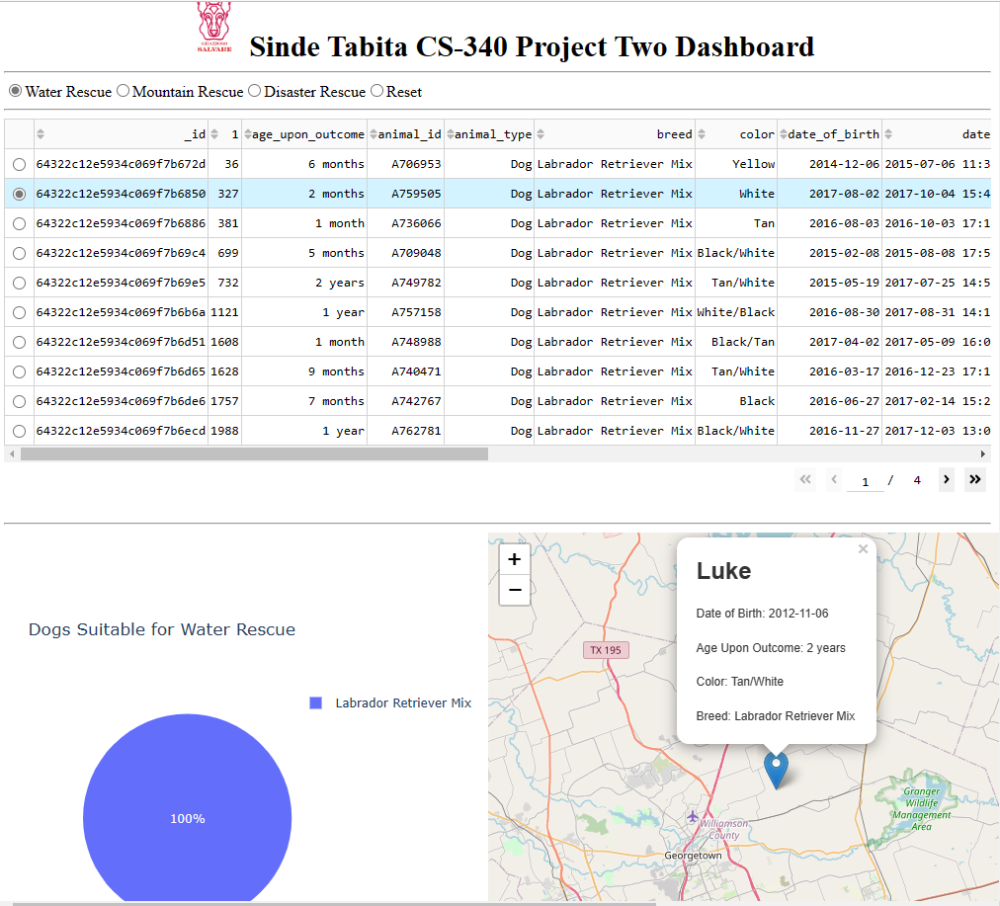 GRAZIOSO
SALVARE
Sinde Tabita CS-340 Project Two Dashboard
Water Rescue Mountain Rescue Disaster Rescue Reset
_id 1 age_upon_outcome animal_id animal_type breed color date_of_birth date
64322c12e5934c069f7b672d 36 6 months A706953 Dog Labrador Retriever Mix Yellow 2014-12-06 2015-07-06 11:3
64322c12e5934c069f7b6850 327 2 months A759505 Dog Labrador Retriever Mix White 2017-08-02 2017-10-04 15:4
64322c12e5934c069f7b6886 381 1 month A736066 Dog Labrador Retriever Mix Tan 2016-08-03 2016-10-03 17:1
64322c12e5934c069f7b69c4 699 5 months A709048 Dog Labrador Retriever Mix Black/White 2015-02-08 2015-08-08 17:5
64322c12e5934c069f7b69e5 732 2 years A749782 Dog Labrador Retriever Mix Tan/White 2015-05-19 2017-07-25 14:5
64322c12e5934c069f7b6b6a 1121 1 year A757158 Dog Labrador Retriever Mix White/Black 2016-08-30 2017-08-31 14:1
64322c12e5934c069f7b6d51 1608 1 month A748988 Dog Labrador Retriever Mix Black/Tan 2017-04-02 2017-05-09 16:0
64322c12e5934c069f7b6d65 1628 9 months A740471 Dog Labrador Retriever Mix Tan/White 2016-03-17 2016-12-23 17:1
64322c12e5934c069f7b6de6 1757 7 months A742767 Dog Labrador Retriever Mix Black 2016-06-27 2017-02-14 15:2
64322c12e5934c069f7b6ecd 1988 1 year A762781 Dog Labrador Retriever Mix Black/White 2016-11-27 2017-12-03 13:0
« ‹ 1 / 4 › »
Dogs Suitable for Water Rescue
Labrador Retriever Mix
100%
+
−
×
Luke
Date of Birth: 2012-11-06
Age Upon Outcome: 2 years
Color: Tan/White
Breed: Labrador Retriever Mix
TX 195
Granger
Wildlife
Management
Area
Williamson
County
Georgetown